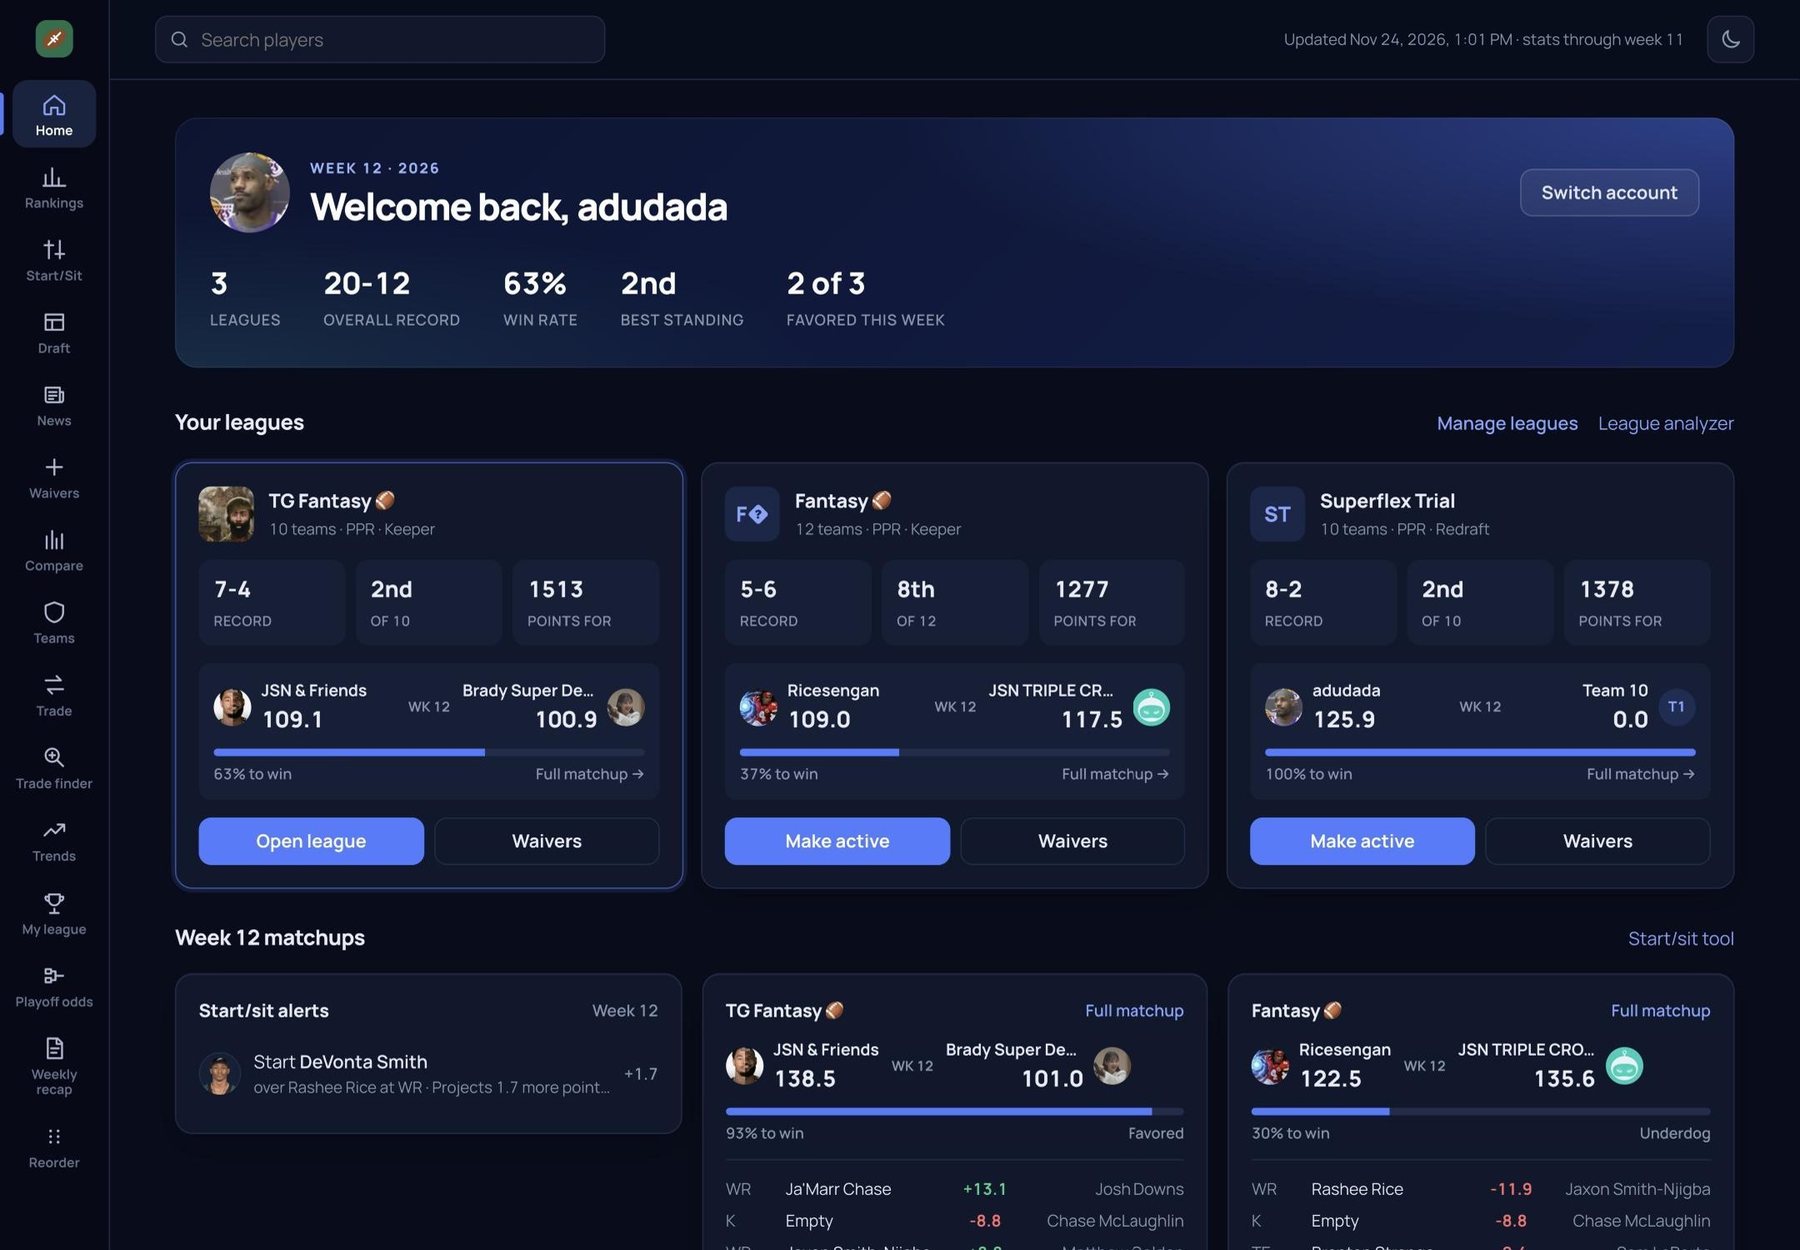 Search players
Updated Nov 24, 2026, 1:01 PM · stats through week 11
Home
Rankings
Start/Sit
Draft
News
Waivers
Compare
Teams
Trade
Trade finder
Trends
My league
Playoff odds
Weekly
recap
Reorder
WEEK 12 · 2026
Welcome back, adudada
Switch account
3
LEAGUES
20-12
OVERALL RECORD
63%
WIN RATE
2nd
BEST STANDING
2 of 3
FAVORED THIS WEEK
Your leagues
Manage leagues
League analyzer
TG Fantasy🏈
10 teams · PPR · Keeper
7-4
RECORD
2nd
OF 10
1513
POINTS FOR
JSN & Friends
109.1
WK 12
Brady Super De...
100.9
63% to win
Full matchup →
Open league
Waivers
F
Fantasy🏈
12 teams · PPR · Keeper
5-6
RECORD
8th
OF 12
1277
POINTS FOR
Ricesengan
109.0
WK 12
JSN TRIPLE CR...
117.5
37% to win
Full matchup →
Make active
Waivers
ST
Superflex Trial
10 teams · PPR · Redraft
8-2
RECORD
2nd
OF 10
1378
POINTS FOR
adudada
125.9
WK 12
Team 10
0.0
T1
100% to win
Full matchup →
Make active
Waivers
Week 12 matchups
Start/sit tool
Start/sit alerts
Week 12
Start DeVonta Smith
over Rashee Rice at WR · Projects 1.7 more point...
+1.7
TG Fantasy🏈
Full matchup
JSN & Friends
138.5
WK 12
Brady Super De...
101.0
93% to win
Favored
WR Ja'Marr Chase +13.1 Josh Downs
K Empty -8.8 Chase McLaughlin
Fantasy🏈
Full matchup
Ricesengan
122.5
WK 12
JSN TRIPLE CRO...
135.6
30% to win
Underdog
WR Rashee Rice -11.9 Jaxon Smith-Njigba
K Empty -8.8 Chase McLaughlin